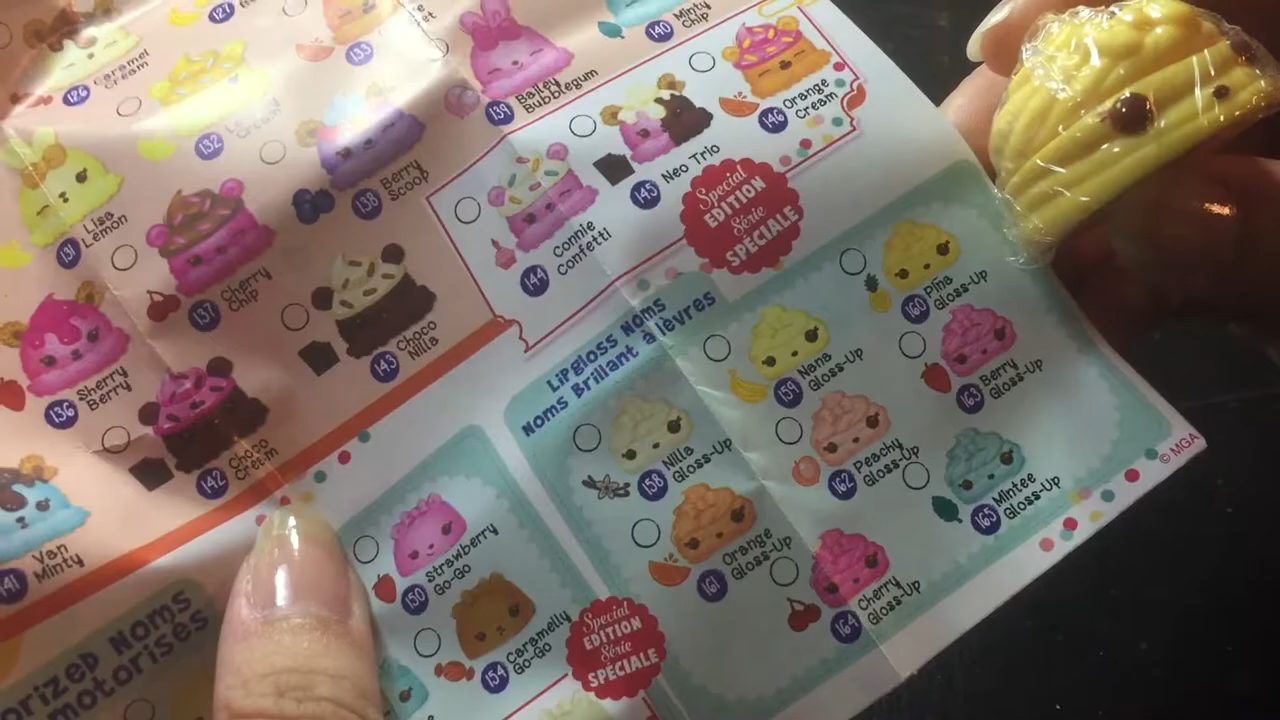 127
133
140 Minty
Chip
126 Caramel
Cream
132
139 Bailey
Bubblegum
146 Orange
Cream
131 Lisa
Lemon
138 Berry
Scoop
145 Neo Trio
137 Cherry
Chip
144 Connie
Confetti
Special
EDITION
Série
SPÉCIALE
136 Sherry
Berry
143 Choco
Nilla
142 Choco
Cream
141 Van
Minty
Lipgloss Noms
Noms Brillant à lèvres
160 Piña
Gloss-Up
159 Nana
Gloss-Up
163 Berry
Gloss-Up
158 Nilla
Gloss-Up
162 Peachy
Gloss-Up
165 Mintee
Gloss-Up
161 Orange
Gloss-Up
164 Cherry
Gloss-Up
© MGA
150 Strawberry
Go-Go
154 Caramelly
Go-Go
Special
EDITION
Série
SPÉCIALE
orized Noms
motorisés